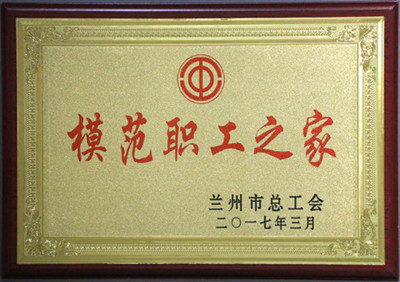 模范职工之家
兰州市总工会
二〇一七年三月